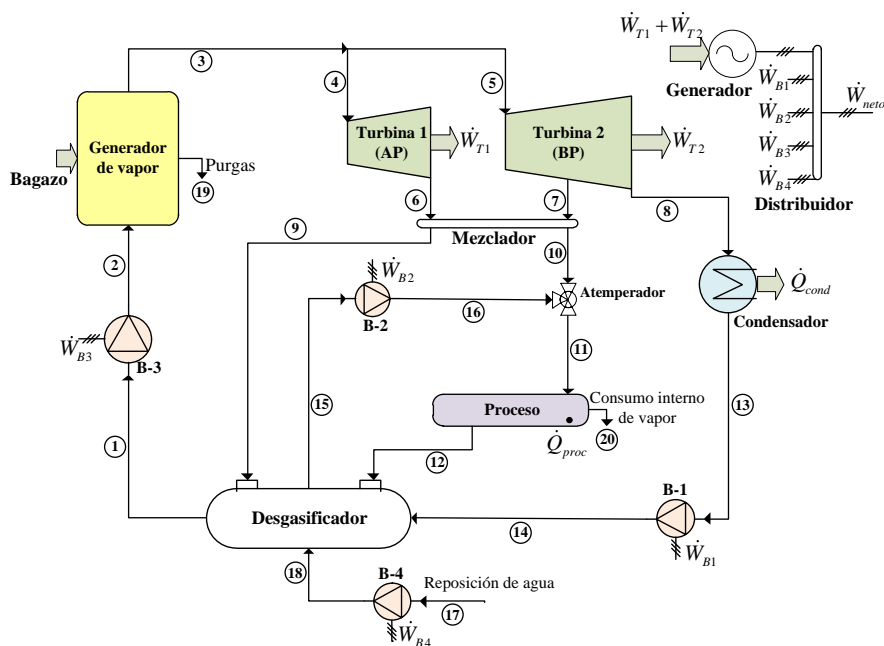 Ẇ_T1 + Ẇ_T2
Generador
Ẇ_B1
Ẇ_B2
Ẇ_B3
Ẇ_B4
Ẇ_neto
Distribuidor
3
4
5
Generador
de vapor
Bagazo
Purgas
19
Turbina 1
(AP)
Ẇ_T1
Turbina 2
(BP)
Ẇ_T2
6
7
8
9
Mezclador
10
2
Ẇ_B2
B-2
16
Atemperador
Q̇_cond
Condensador
Ẇ_B3
B-3
11
15
Proceso
Consumo interno
de vapor
20
13
1
12
Q̇_proc
Desgasificador
14
B-1
Ẇ_B1
18
B-4
Reposición de agua
17
Ẇ_B4